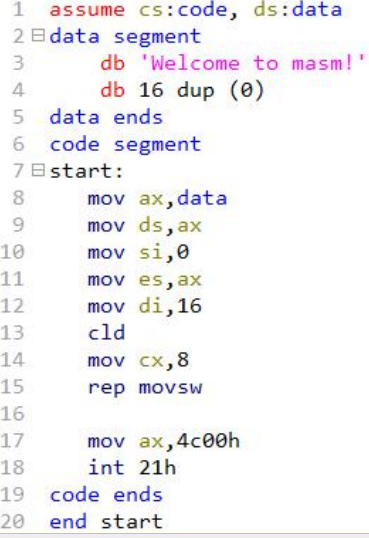 1 assume cs:code, ds:data
2 data segment
3 db 'Welcome to masm!'
4 db 16 dup (0)
5 data ends
6 code segment
7 start:
8 mov ax,data
9 mov ds,ax
10 mov si,0
11 mov es,ax
12 mov di,16
13 cld
14 mov cx,8
15 rep movsw
16
17 mov ax,4c00h
18 int 21h
19 code ends
20 end start